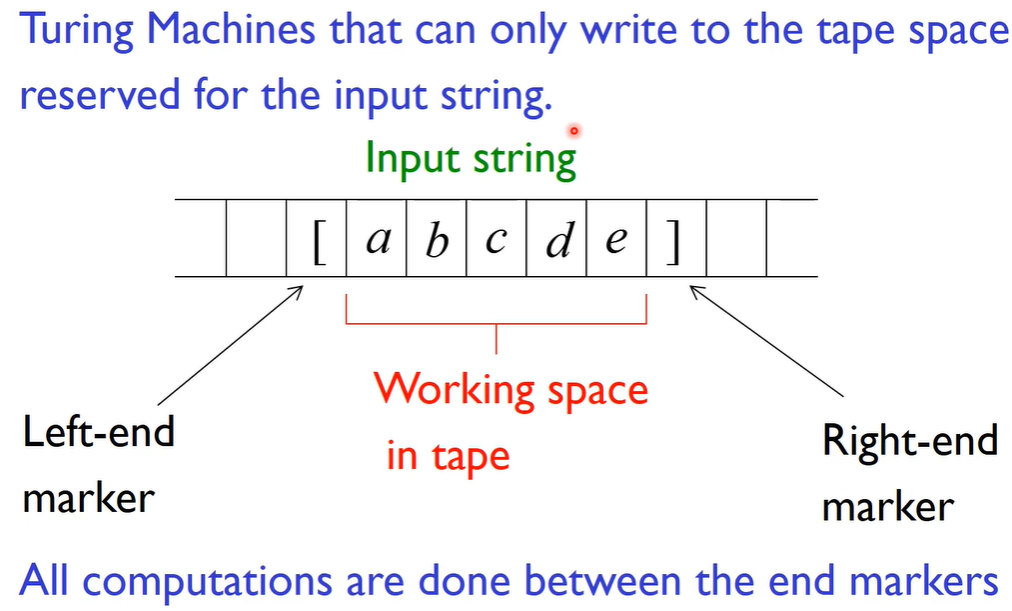 Turing Machines that can only write to the tape space
reserved for the input string.
Input string
[ a b c d e ]
Working space
in tape
Left-end
marker
Right-end
marker
All computations are done between the end markers